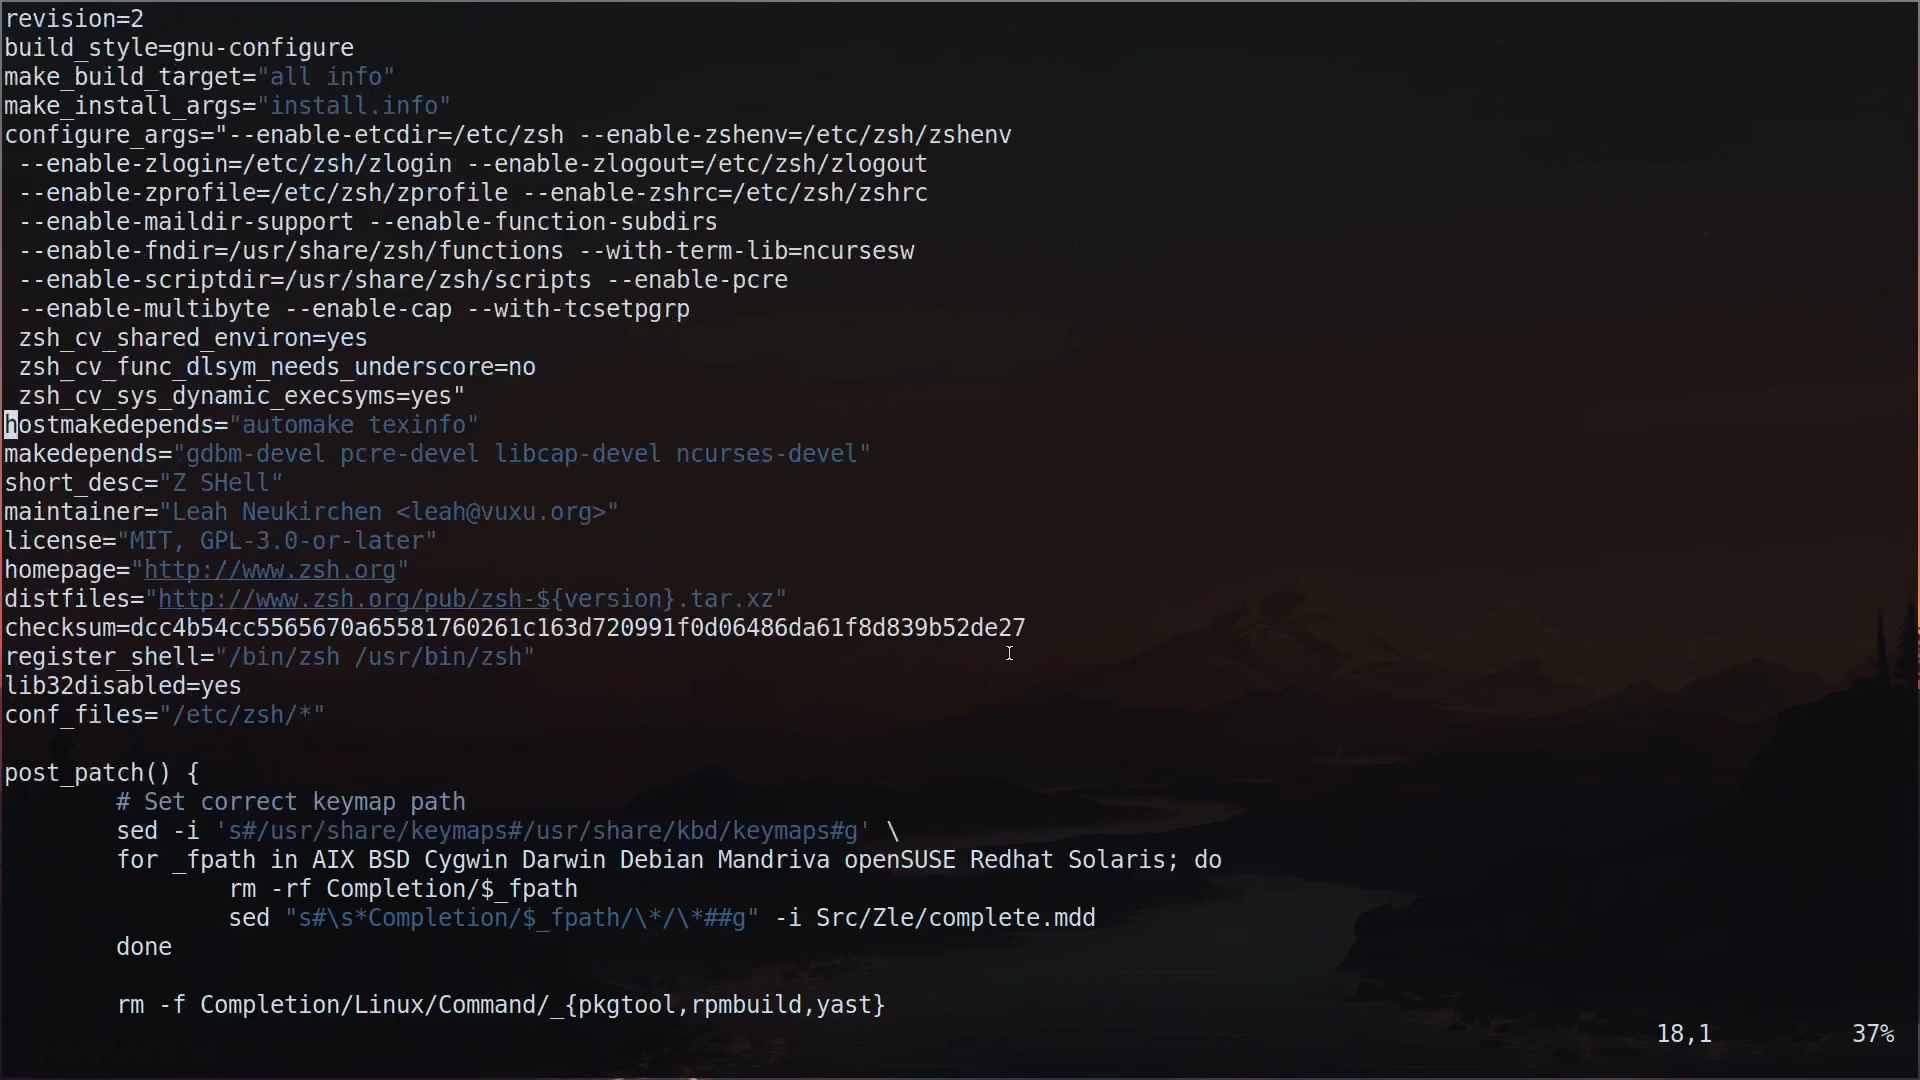 revision=2
build_style=gnu-configure
make_build_target="all info"
make_install_args="install.info"
configure_args="--enable-etcdir=/etc/zsh --enable-zshenv=/etc/zsh/zshenv
 --enable-zlogin=/etc/zsh/zlogin --enable-zlogout=/etc/zsh/zlogout
 --enable-zprofile=/etc/zsh/zprofile --enable-zshrc=/etc/zsh/zshrc
 --enable-maildir-support --enable-function-subdirs
 --enable-fndir=/usr/share/zsh/functions --with-term-lib=ncursesw
 --enable-scriptdir=/usr/share/zsh/scripts --enable-pcre
 --enable-multibyte --enable-cap --with-tcsetpgrp
 zsh_cv_shared_environ=yes
 zsh_cv_func_dlsym_needs_underscore=no
 zsh_cv_sys_dynamic_execsyms=yes"
hostmakedepends="automake texinfo"
makedepends="gdbm-devel pcre-devel libcap-devel ncurses-devel"
short_desc="Z SHell"
maintainer="Leah Neukirchen <leah@vuxu.org>"
license="MIT, GPL-3.0-or-later"
homepage="http://www.zsh.org"
distfiles="http://www.zsh.org/pub/zsh-${version}.tar.xz"
checksum=dcc4b54cc5565670a65581760261c163d720991f0d06486da61f8d839b52de27
register_shell="/bin/zsh /usr/bin/zsh"
lib32disabled=yes
conf_files="/etc/zsh/*"

post_patch() {
        # Set correct keymap path
        sed -i 's#/usr/share/keymaps#/usr/share/kbd/keymaps#g' \
        for _fpath in AIX BSD Cygwin Darwin Debian Mandriva openSUSE Redhat Solaris; do
                rm -rf Completion/$_fpath
                sed "s#\s*Completion/$_fpath/\*/\*##g" -i Src/Zle/complete.mdd
        done

        rm -f Completion/Linux/Command/_{pkgtool,rpmbuild,yast}
18,1 37%